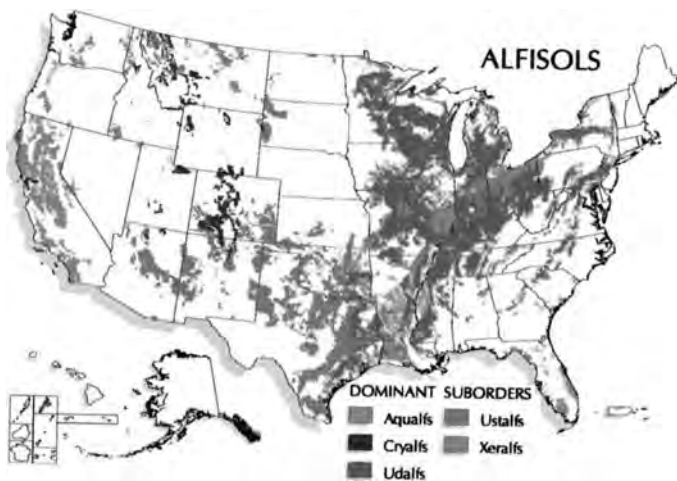 ALFISOLS
DOMINANT SUBORDERS
Aqualfs Ustalfs
Cryalfs Xeralfs
Udalfs